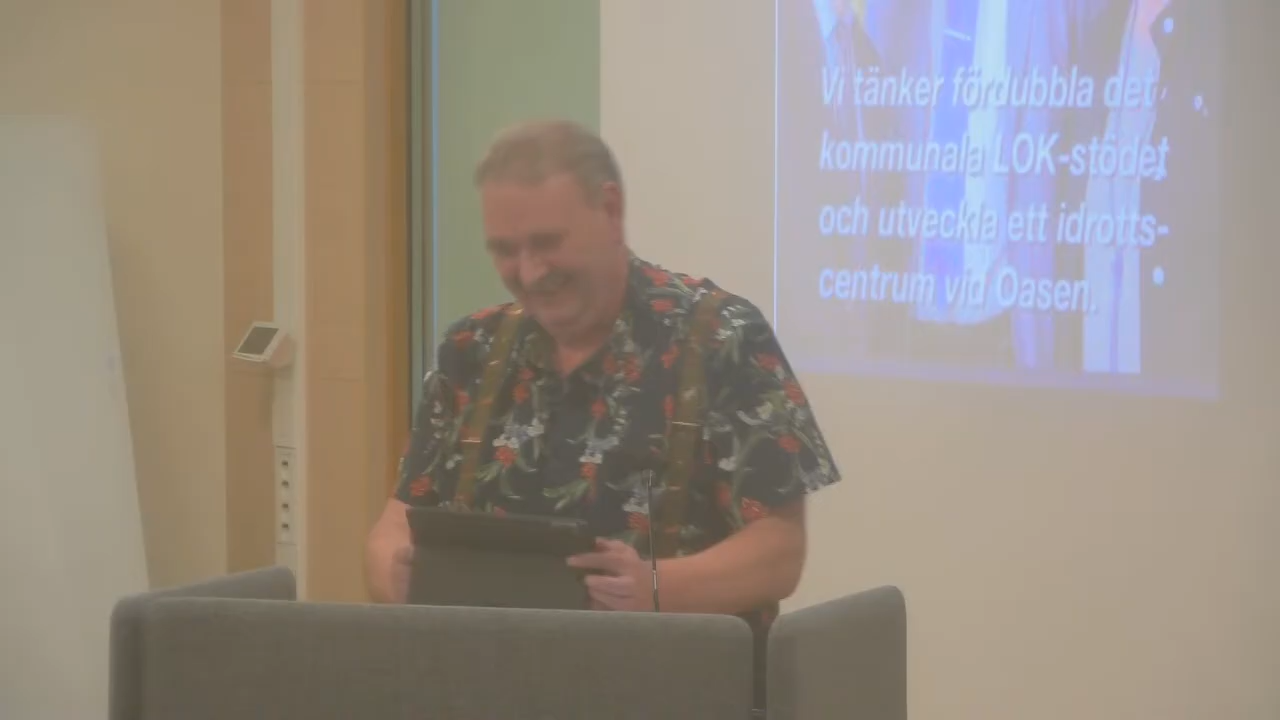 Vi tänker fördubbla det
kommunala LOK-stödet
och utveckla ett idrotts-
centrum vid Oasen.